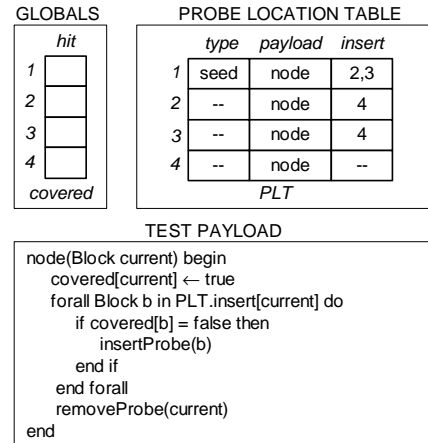 GLOBALS
hit
1
2
3
4
covered
PROBE LOCATION TABLE
type payload insert
1 seed node 2,3
2 -- node 4
3 -- node 4
4 -- node --
PLT
TEST PAYLOAD
node(Block current) begin
covered[current] ← true
forall Block b in PLT.insert[current] do
if covered[b] = false then
insertProbe(b)
end if
end forall
removeProbe(current)
end